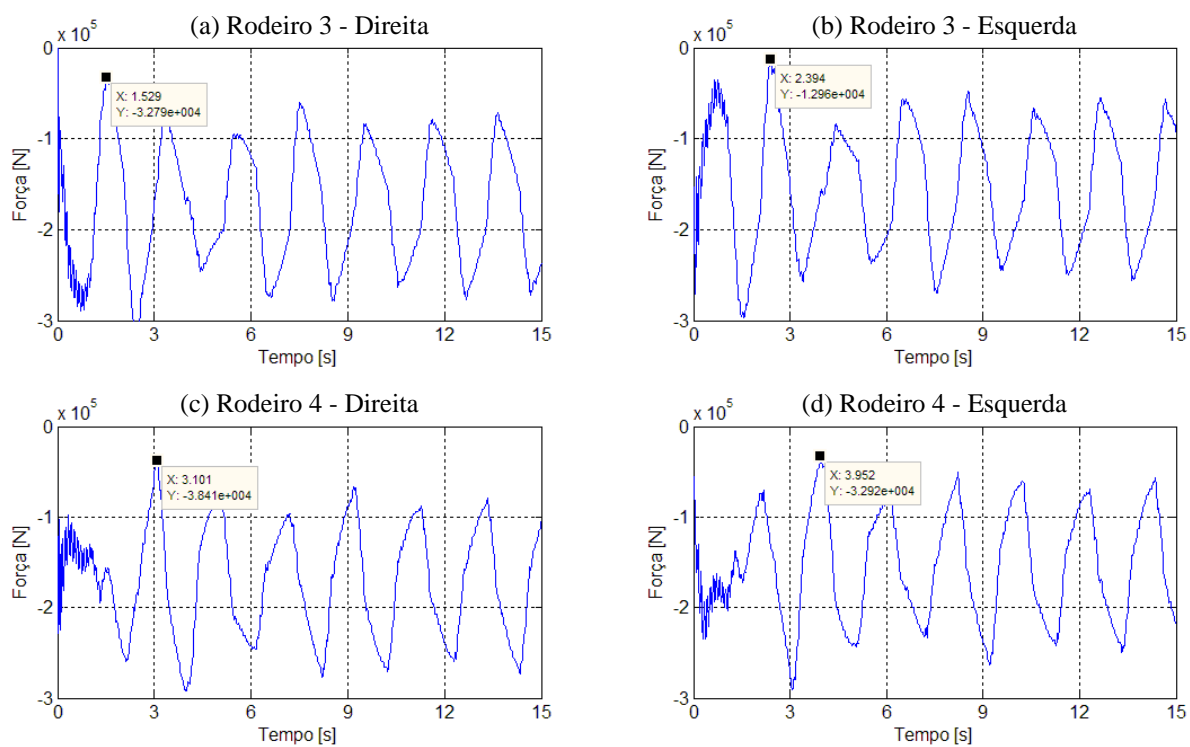 (a) Rodeiro 3 - Direita
x 10^5
0
-1
-2
-3
Força [N]
X: 1.529
Y: -3.279e+004
0 3 6 9 12 15
Tempo [s]
(b) Rodeiro 3 - Esquerda
x 10^5
0
-1
-2
-3
Força [N]
X: 2.394
Y: -1.296e+004
0 3 6 9 12 15
Tempo [s]
(c) Rodeiro 4 - Direita
x 10^5
0
-1
-2
-3
Força [N]
X: 3.101
Y: -3.841e+004
0 3 6 9 12 15
Tempo [s]
(d) Rodeiro 4 - Esquerda
x 10^5
0
-1
-2
-3
Força [N]
X: 3.952
Y: -3.292e+004
0 3 6 9 12 15
Tempo [s]